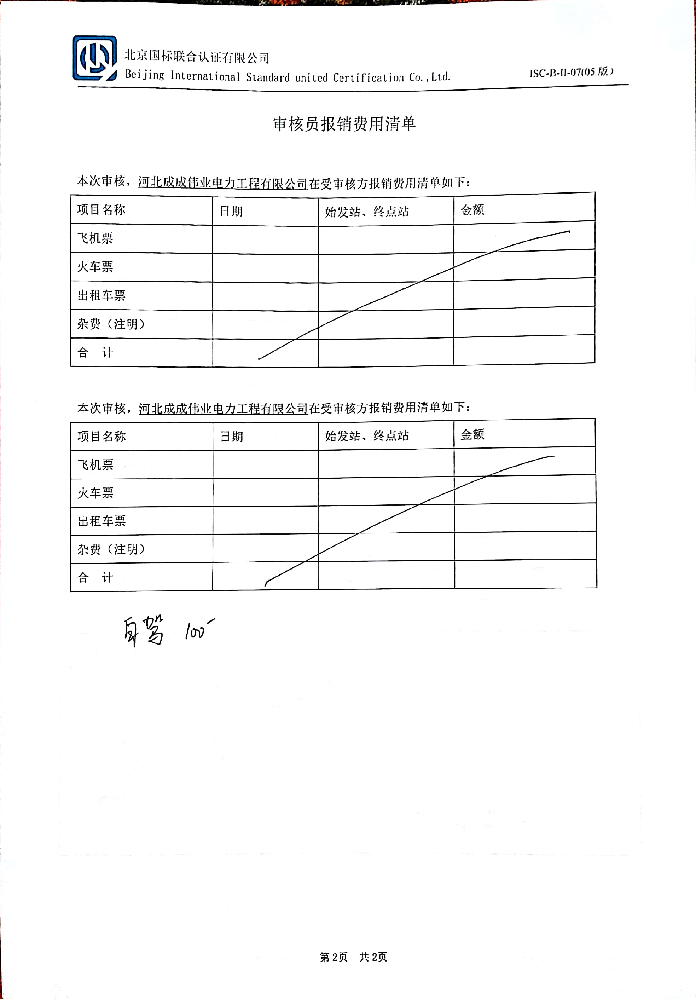 北京国标联合认证有限公司
Beijing International Standard united Certification Co.,Ltd.
ISC-B-II-07(05版)
审核员报销费用清单
本次审核，河北成成伟业电力工程有限公司在受审核方报销费用清单如下：
项目名称 日期 始发站、终点站 金额
飞机票
火车票
出租车票
杂费（注明）
合 计
本次审核，河北成成伟业电力工程有限公司在受审核方报销费用清单如下：
项目名称 日期 始发站、终点站 金额
飞机票
火车票
出租车票
杂费（注明）
合 计
自驾 100-
第2页 共2页